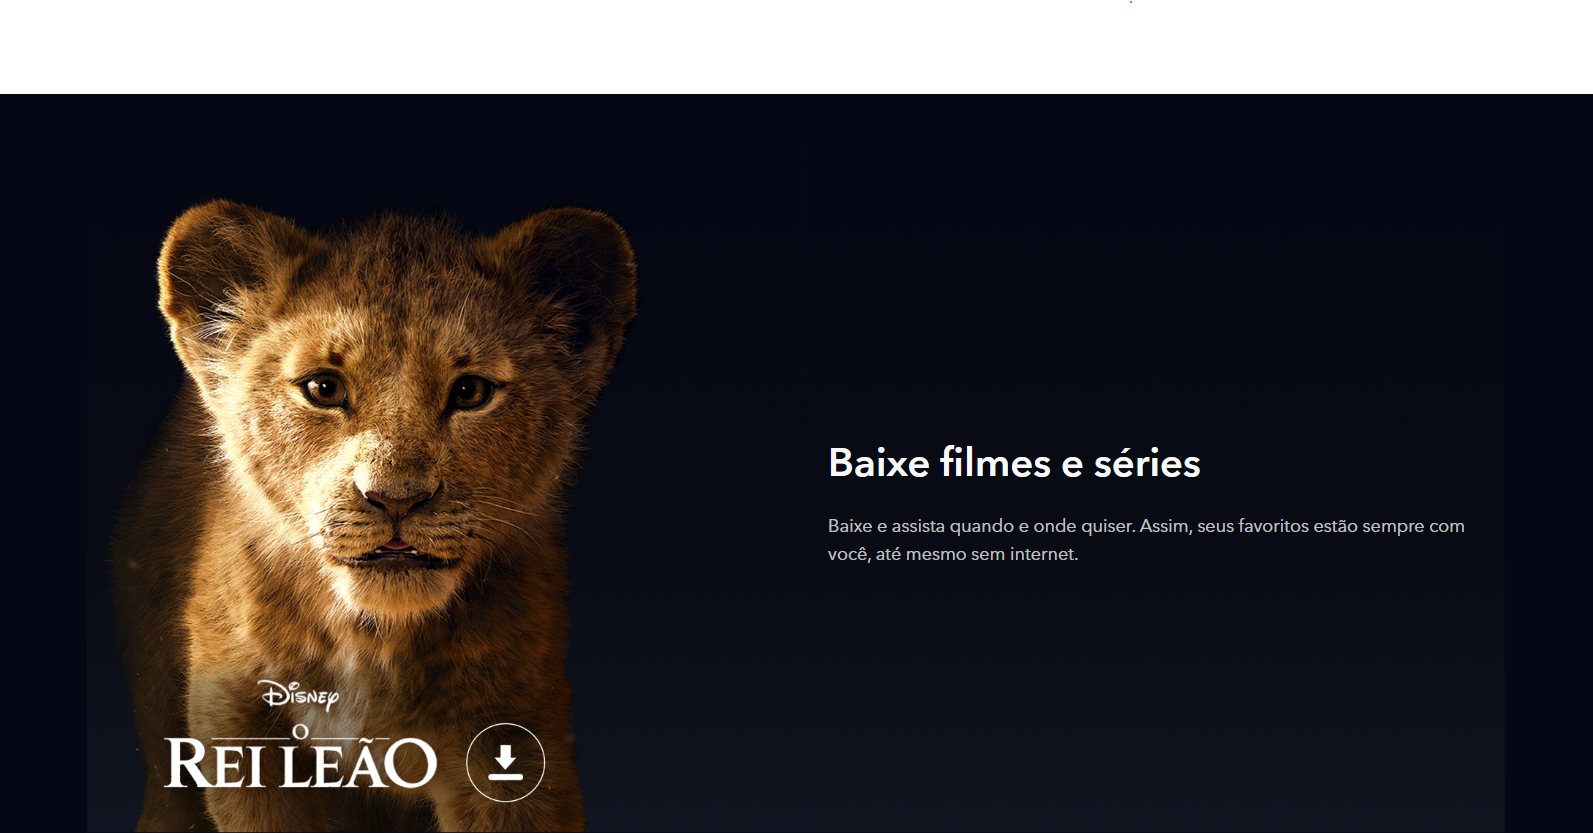 Baixe filmes e séries
Baixe e assista quando e onde quiser. Assim, seus favoritos estão sempre com
você, até mesmo sem internet.
Disney
O
REI LEÃO